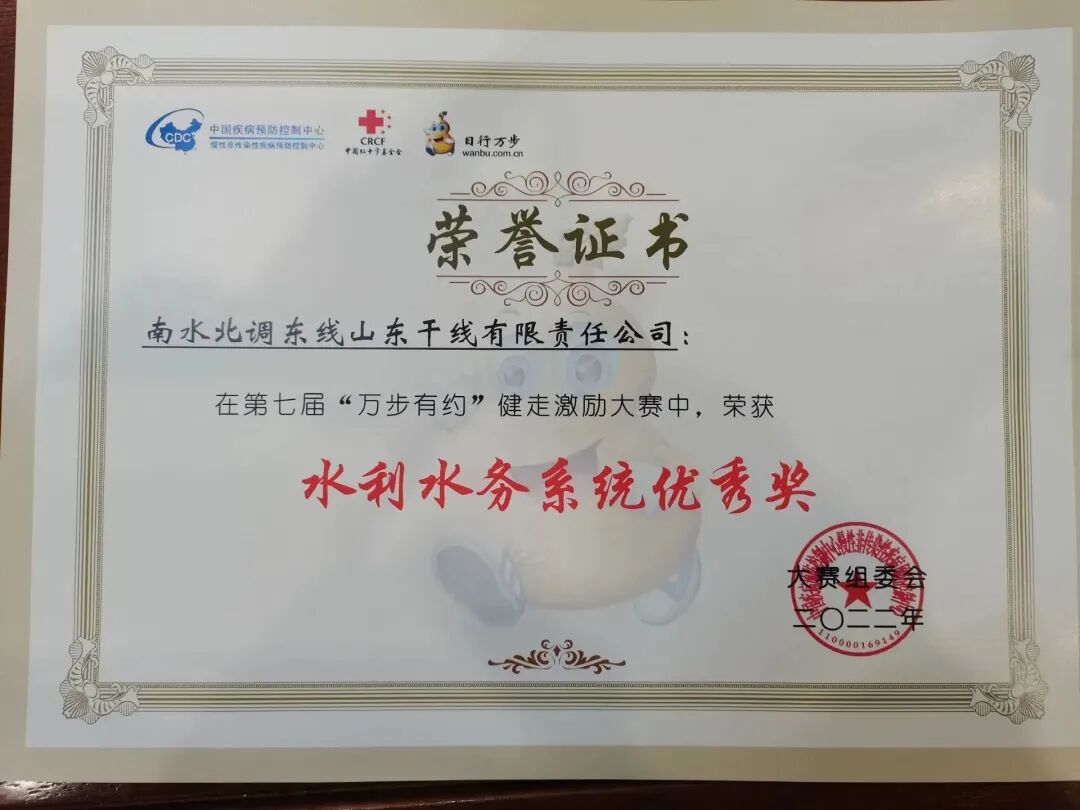 CDC 中国疾病预防控制中心
慢性非传染性疾病预防控制中心
CRCF
中国红十字基金会
日行万步
wanbu.com.cn
荣誉证书
南水北调东线山东干线有限责任公司：
在第七届“万步有约”健走激励大赛中，荣获
水利水务系统优秀奖
大赛组委会
二〇二二年
110000169149